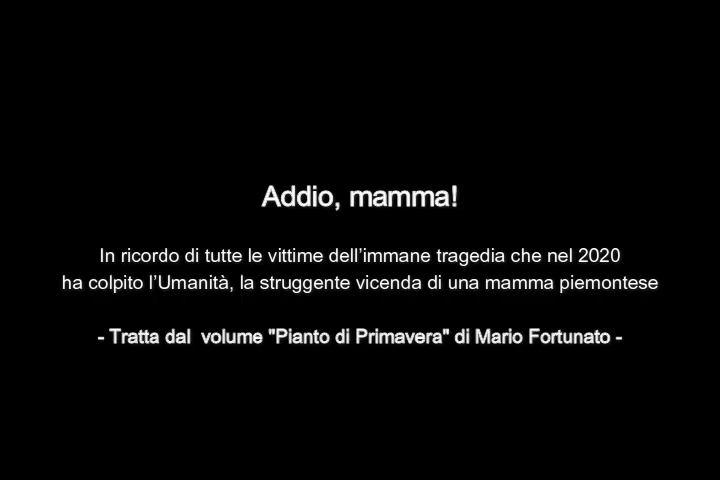 Addio, mamma!
In ricordo di tutte le vittime dell’immane tragedia che nel 2020
ha colpito l’Umanità, la struggente vicenda di una mamma piemontese
- Tratta dal  volume "Pianto di Primavera" di Mario Fortunato -